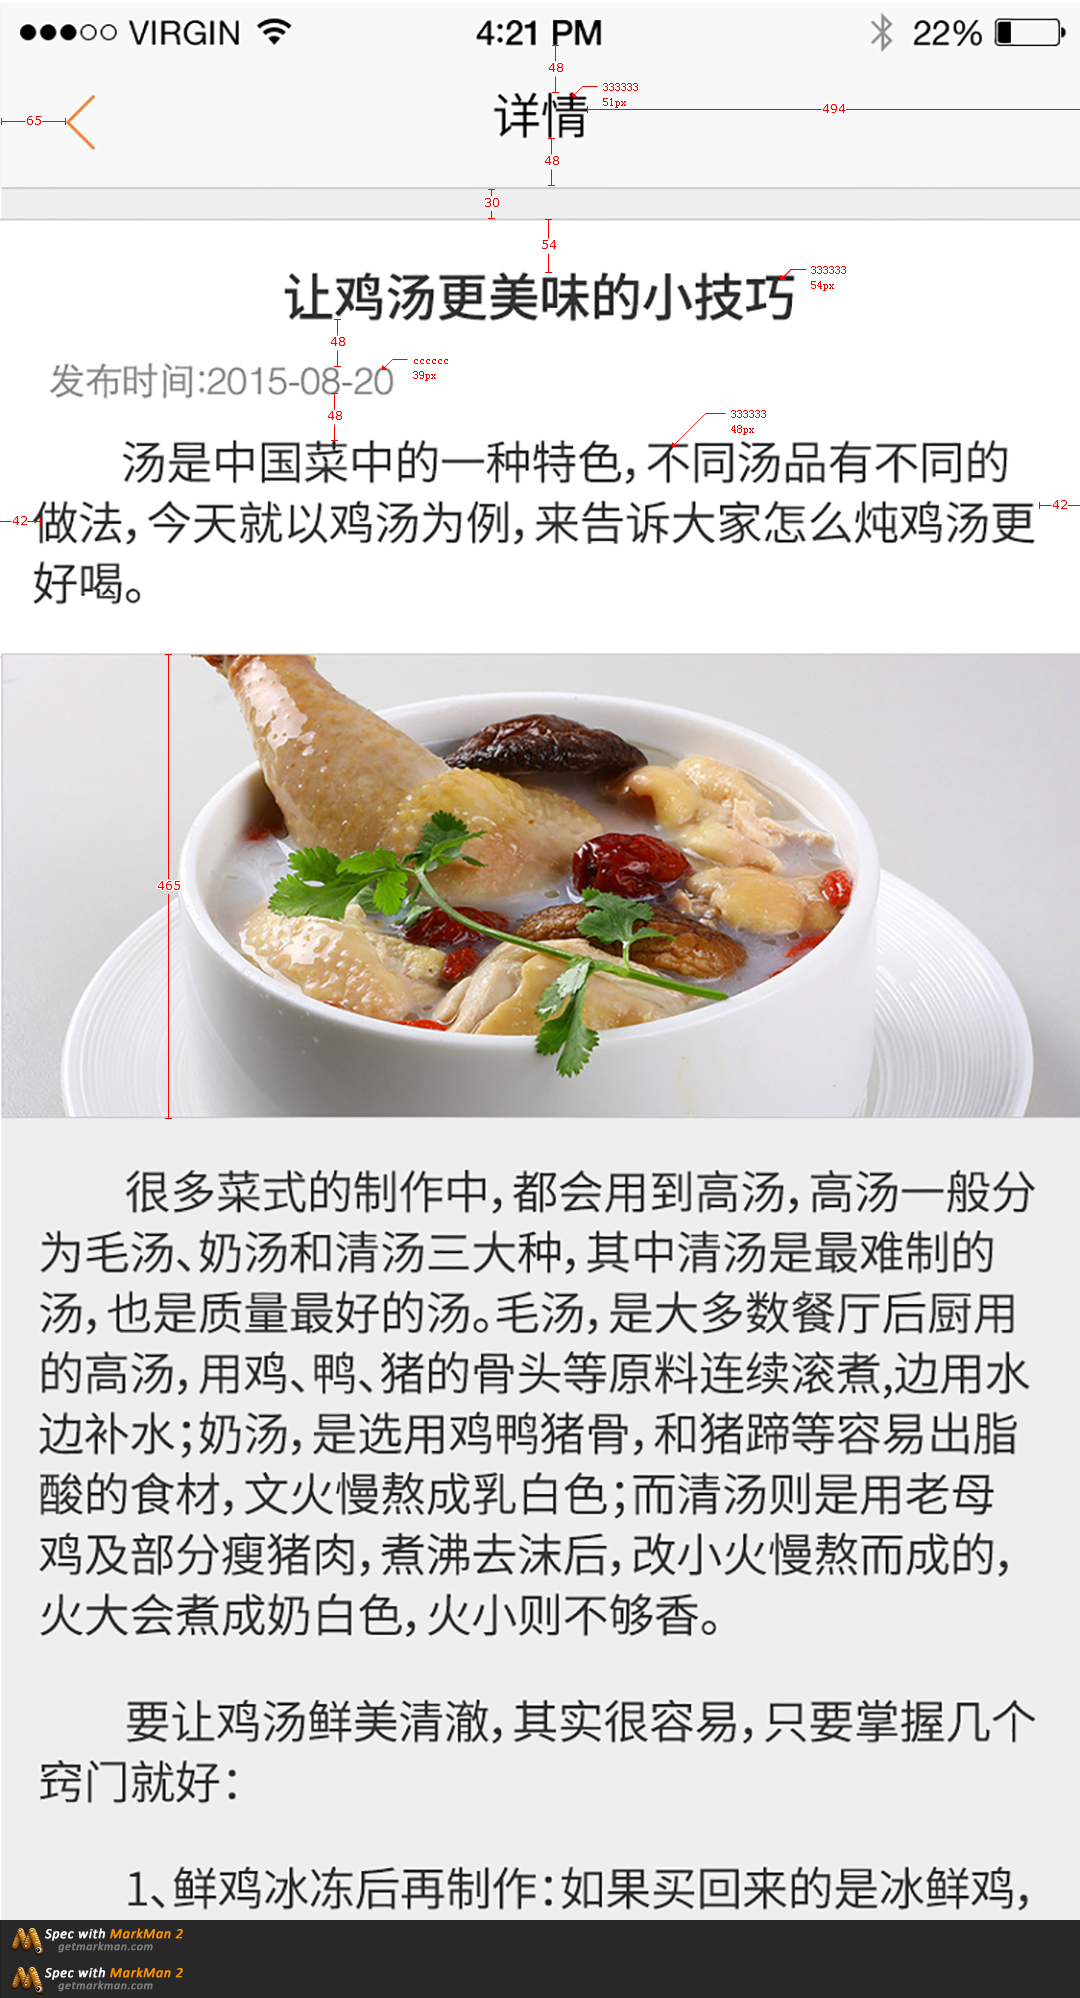 VIRGIN 4:21 PM 22%
48
333333
51px
详情
65
494
48
30
54
333333
54px
让鸡汤更美味的小技巧
48
cccccc
39px
发布时间:2015-08-20
48
333333
48px
汤是中国菜中的一种特色，不同汤品有不同的
42
42
做法，今天就以鸡汤为例，来告诉大家怎么炖鸡汤更
好喝。
465
很多菜式的制作中，都会用到高汤，高汤一般分
为毛汤、奶汤和清汤三大种，其中清汤是最难制的
汤，也是质量最好的汤。毛汤，是大多数餐厅后厨用
的高汤，用鸡、鸭、猪的骨头等原料连续滚煮,边用水
边补水；奶汤，是选用鸡鸭猪骨，和猪蹄等容易出脂
酸的食材，文火慢熬成乳白色；而清汤则是用老母
鸡及部分瘦猪肉，煮沸去沫后，改小火慢熬而成的，
火大会煮成奶白色，火小则不够香。
要让鸡汤鲜美清澈，其实很容易，只要掌握几个
窍门就好：
1、鲜鸡冰冻后再制作：如果买回来的是冰鲜鸡，
Spec with MarkMan 2
getmarkman.com
Spec with MarkMan 2
getmarkman.com